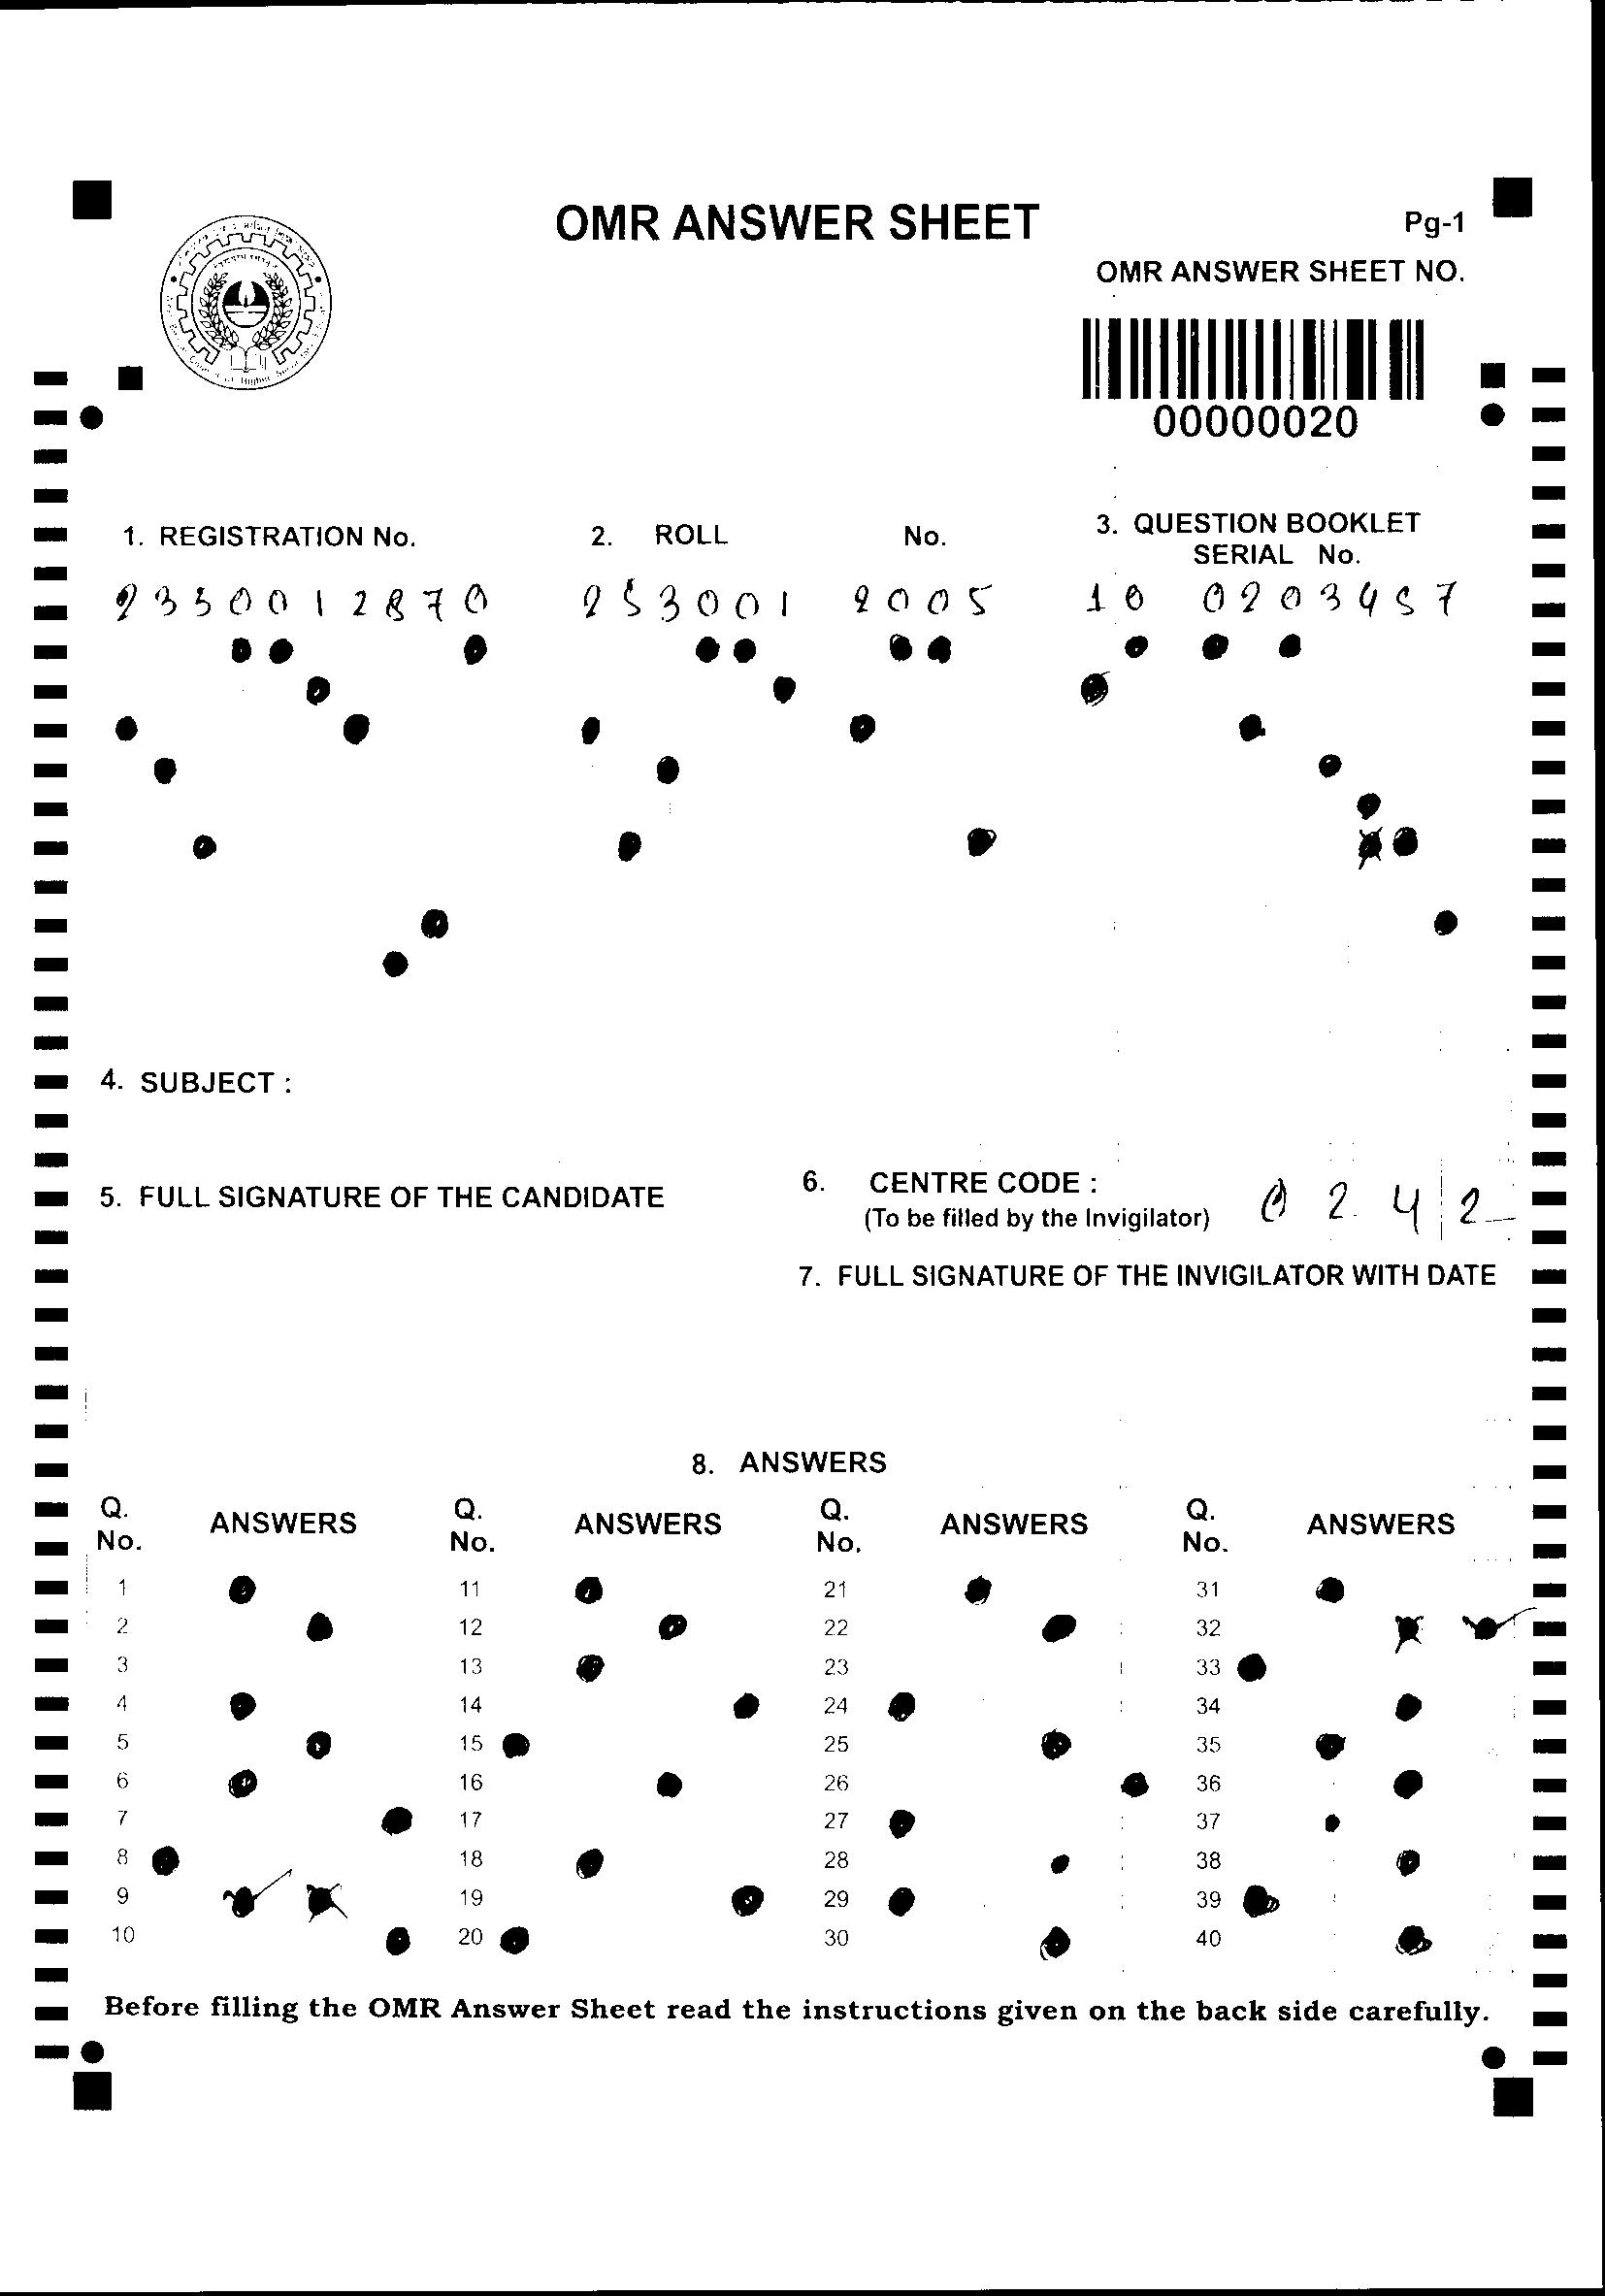 OMR ANSWER SHEET
Pg-1
OMR ANSWER SHEET NO.
00000020
1. REGISTRATION No.
2. ROLL No.
3. QUESTION BOOKLET
SERIAL No.
2350012870
253001 2005
10 0203457
4. SUBJECT :
5. FULL SIGNATURE OF THE CANDIDATE
6. CENTRE CODE :
(To be filled by the Invigilator)
0 2 4 2
7. FULL SIGNATURE OF THE INVIGILATOR WITH DATE
8. ANSWERS
Q. No. ANSWERS Q. No. ANSWERS Q. No. ANSWERS Q. No. ANSWERS
1 11 21 31
2 12 22 32
3 13 23 33
4 14 24 34
5 15 25 35
6 16 26 36
7 17 27 37
8 18 28 38
9 19 29 39
10 20 30 40
Before filling the OMR Answer Sheet read the instructions given on the back side carefully.